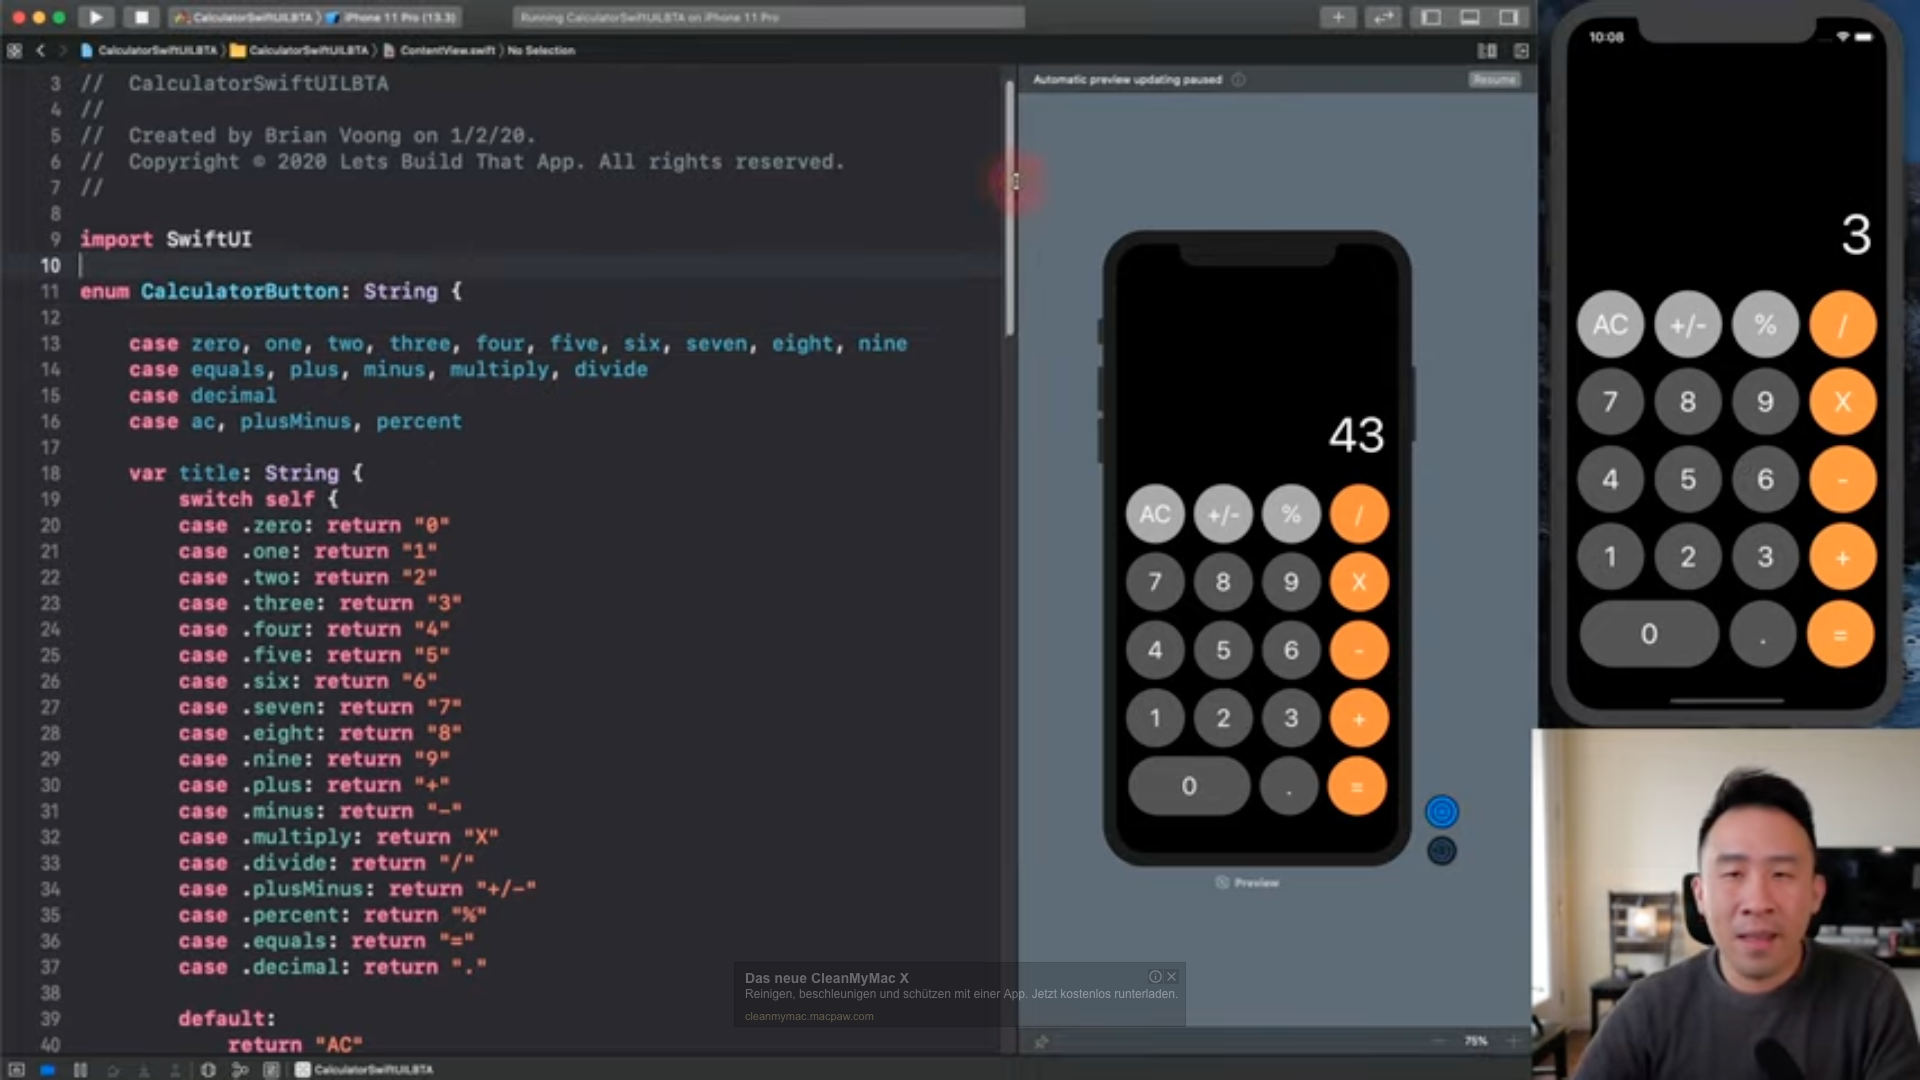 CalculatorSwiftUILBTA ⟩ iPhone 11 Pro (13.3)
Running CalculatorSwiftUILBTA on iPhone 11 Pro
CalculatorSwiftUILBTA ⟩ CalculatorSwiftUILBTA ⟩ ContentView.swift ⟩ No Selection
3 //  CalculatorSwiftUILBTA
4 //
5 //  Created by Brian Voong on 1/2/20.
6 //  Copyright © 2020 Lets Build That App. All rights reserved.
7 //
8
9 import SwiftUI
10
11 enum CalculatorButton: String {
12
13     case zero, one, two, three, four, five, six, seven, eight, nine
14     case equals, plus, minus, multiply, divide
15     case decimal
16     case ac, plusMinus, percent
17
18     var title: String {
19         switch self {
20         case .zero: return "0"
21         case .one: return "1"
22         case .two: return "2"
23         case .three: return "3"
24         case .four: return "4"
25         case .five: return "5"
26         case .six: return "6"
27         case .seven: return "7"
28         case .eight: return "8"
29         case .nine: return "9"
30         case .plus: return "+"
31         case .minus: return "-"
32         case .multiply: return "X"
33         case .divide: return "/"
34         case .plusMinus: return "+/-"
35         case .percent: return "%"
36         case .equals: return "="
37         case .decimal: return "."
38
39         default:
40             return "AC"
CalculatorSwiftUILBTA
Automatic preview updating paused
Resume
43
AC +/- % /
7 8 9 X
4 5 6 -
1 2 3 +
0 . =
Preview
75%
Das neue CleanMyMac X
Reinigen, beschleunigen und schützen mit einer App. Jetzt kostenlos runterladen.
cleanmymac.macpaw.com
10:08
3
AC +/- % /
7 8 9 X
4 5 6 -
1 2 3 +
0 . =